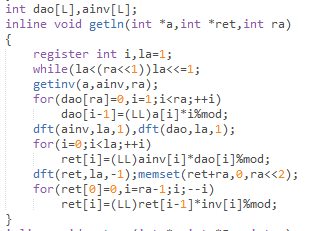 int dao[L],ainv[L];
inline void getln(int *a,int *ret,int ra)
{
    register int i,la=1;
    while(la<(ra<<1))la<<=1;
    getinv(a,ainv,ra);
    for(dao[ra]=0,i=1;i<ra;++i)
        dao[i-1]=(LL)a[i]*i%mod;
    dft(ainv,la,1),dft(dao,la,1);
    for(i=0;i<la;++i)
        ret[i]=(LL)ainv[i]*dao[i]%mod;
    dft(ret,la,-1);memset(ret+ra,0,ra<<2);
    for(ret[0]=0,i=ra-1;i;--i)
        ret[i]=(LL)ret[i-1]*inv[i]%mod;
}